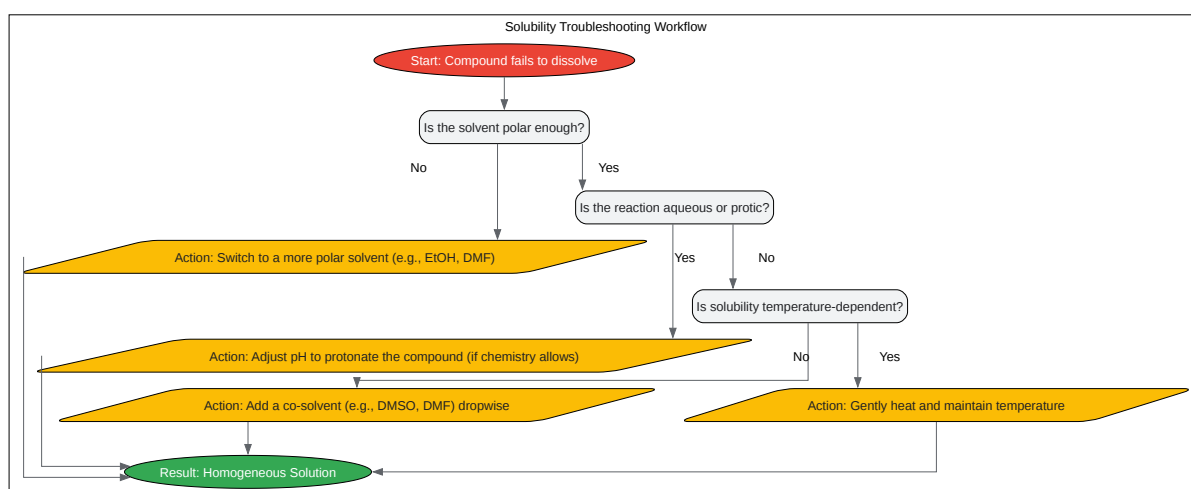 Solubility Troubleshooting Workflow
Start: Compound fails to dissolve
Is the solvent polar enough?
No
Yes
Is the reaction aqueous or protic?
Action: Switch to a more polar solvent (e.g., EtOH, DMF)
Yes
No
Is solubility temperature-dependent?
Action: Adjust pH to protonate the compound (if chemistry allows)
No
Yes
Action: Add a co-solvent (e.g., DMSO, DMF) dropwise
Action: Gently heat and maintain temperature
Result: Homogeneous Solution